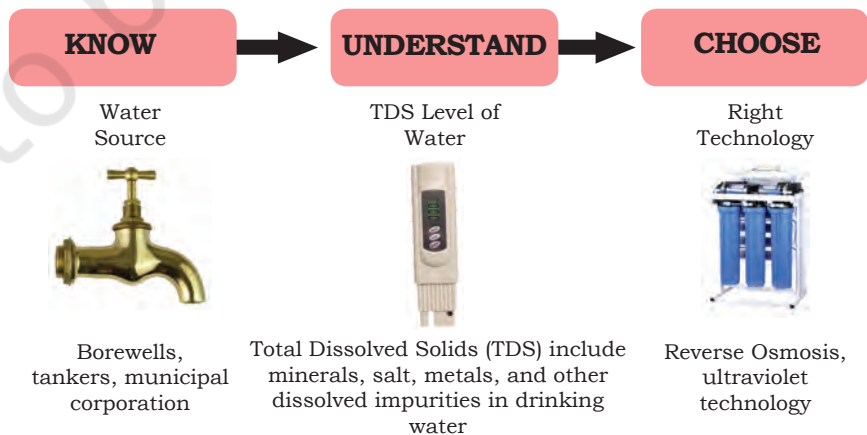 KNOW
UNDERSTAND
CHOOSE
Water
Source
TDS Level of
Water
Right
Technology
Borewells,
tankers, municipal
corporation
Total Dissolved Solids (TDS) include
minerals, salt, metals, and other
dissolved impurities in drinking
water
Reverse Osmosis,
ultraviolet
technology